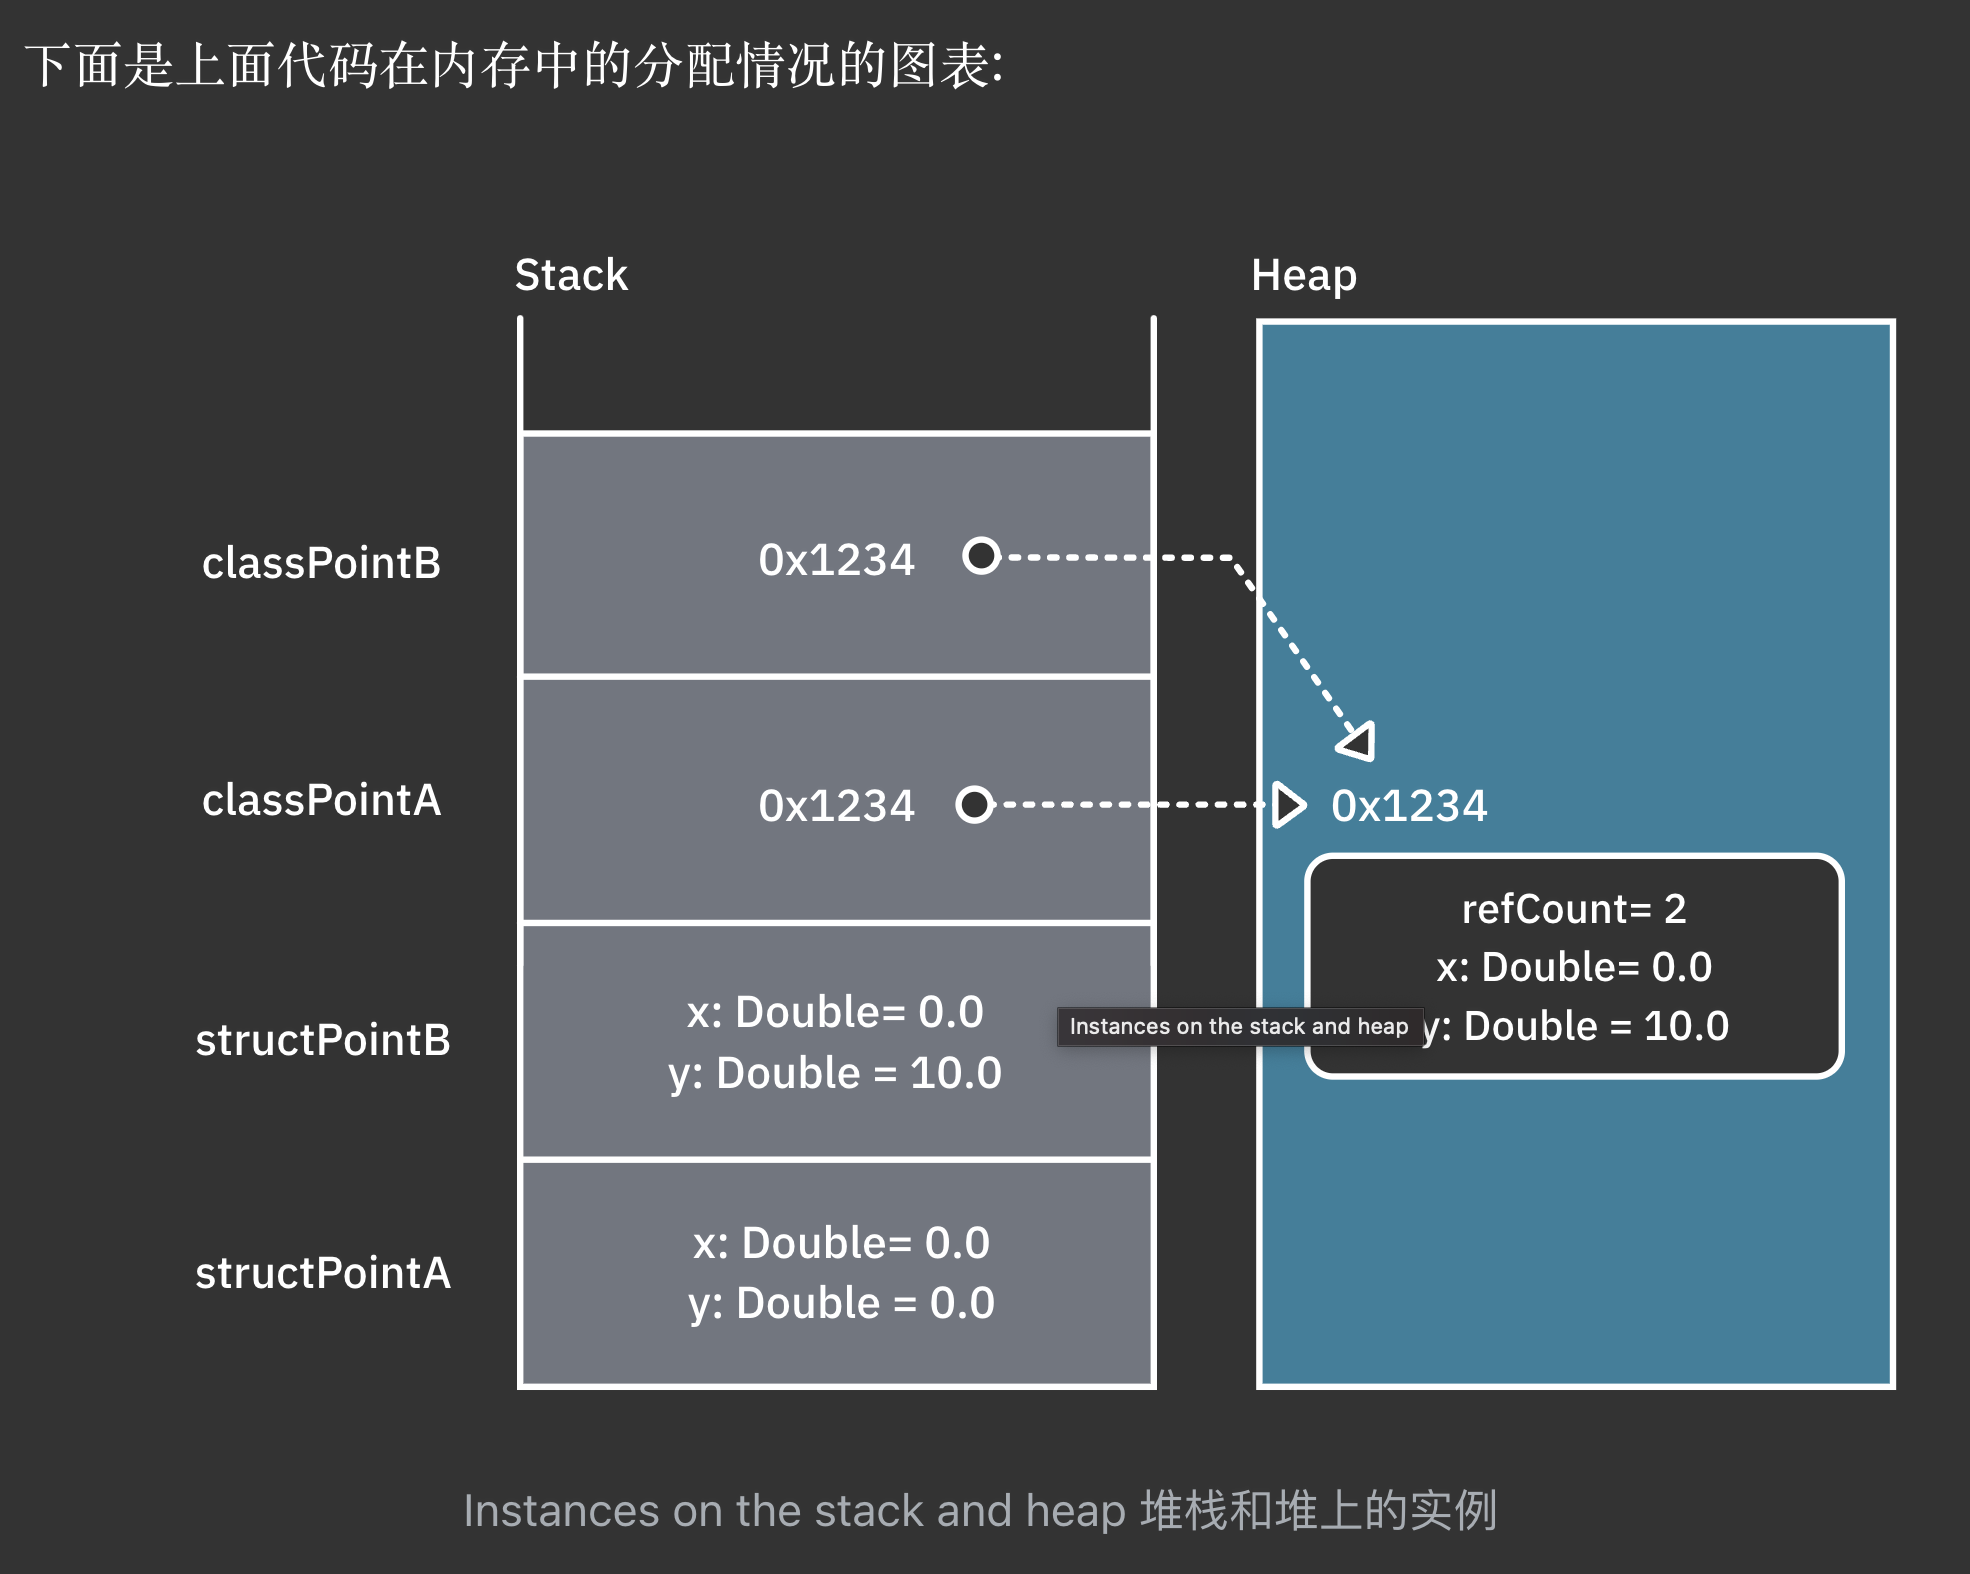 下面是上面代码在内存中的分配情况的图表:
Stack
Heap
classPointB
0x1234
classPointA
0x1234
0x1234
refCount= 2
x: Double= 0.0
y: Double = 10.0
structPointB
x: Double= 0.0
y: Double = 10.0
Instances on the stack and heap
structPointA
x: Double= 0.0
y: Double = 0.0
Instances on the stack and heap 堆栈和堆上的实例